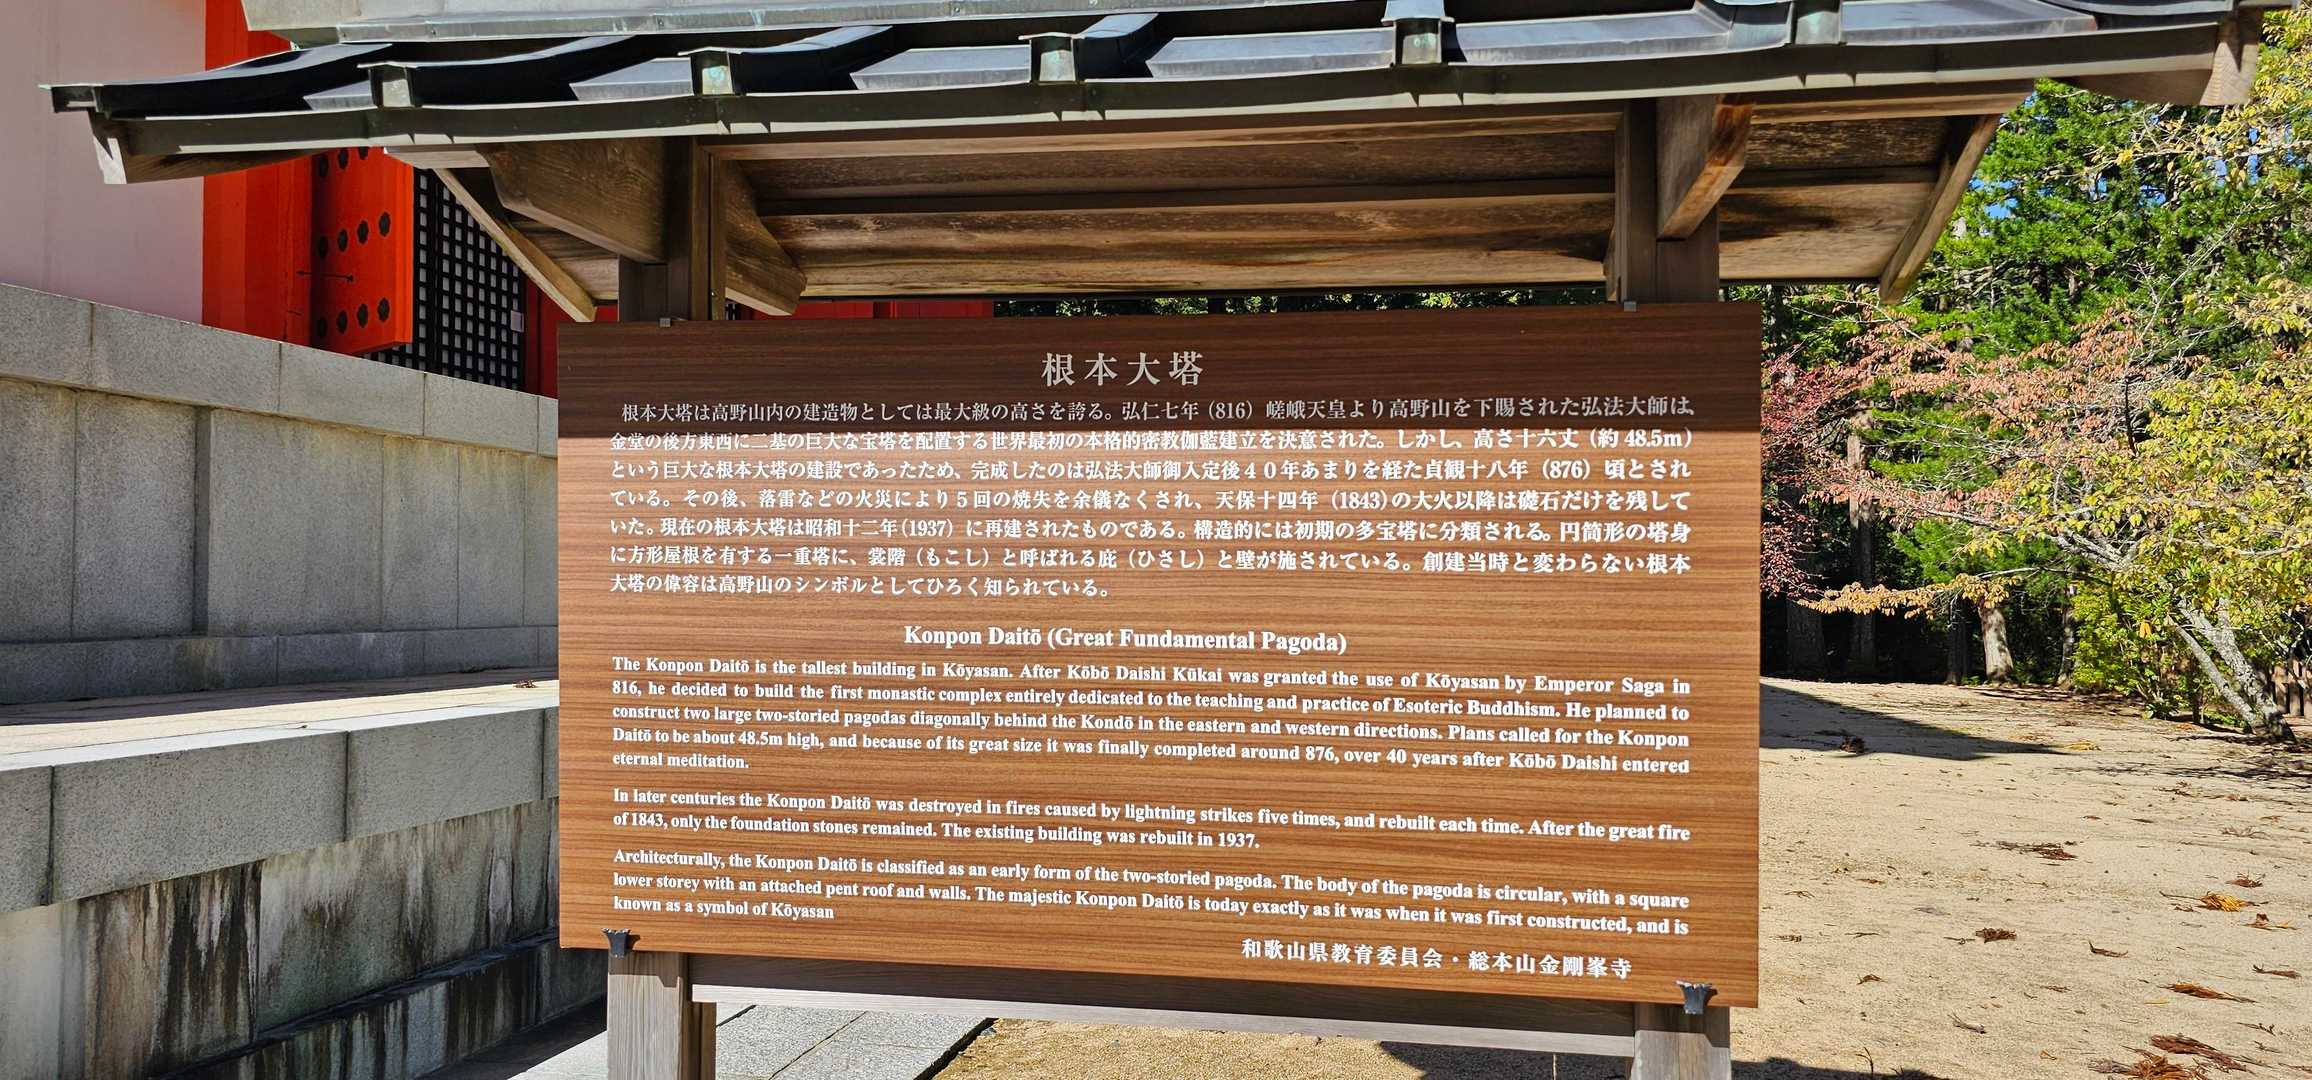 根本大塔
根本大塔は高野山内の建造物としては最大級の高さを誇る。弘仁七年（816）嵯峨天皇より高野山を下賜された弘法大師は、
金堂の後方東西に二基の巨大な宝塔を配置する世界最初の本格的密教伽藍建立を決意された。しかし、高さ十六丈（約 48.5m）
という巨大な根本大塔の建設であったため、完成したのは弘法大師御入定後４０年あまりを経た貞観十八年（876）頃とされ
ている。その後、落雷などの火災により５回の焼失を余儀なくされ、天保十四年（1843）の大火以降は礎石だけを残して
いた。現在の根本大塔は昭和十二年（1937）に再建されたものである。構造的には初期の多宝塔に分類される。円筒形の塔身
に方形屋根を有する一重塔に、裳階（もこし）と呼ばれる庇（ひさし）と壁が施されている。創建当時と変わらない根本
大塔の偉容は高野山のシンボルとしてひろく知られている。
Konpon Daitō (Great Fundamental Pagoda)
The Konpon Daitō is the tallest building in Kōyasan. After Kōbō Daishi Kūkai was granted the use of Kōyasan by Emperor Saga in
816, he decided to build the first monastic complex entirely dedicated to the teaching and practice of Esoteric Buddhism. He planned to
construct two large two-storied pagodas diagonally behind the Kondō in the eastern and western directions. Plans called for the Konpon
Daitō to be about 48.5m high, and because of its great size it was finally completed around 876, over 40 years after Kōbō Daishi entered
eternal meditation.
In later centuries the Konpon Daitō was destroyed in fires caused by lightning strikes five times, and rebuilt each time. After the great fire
of 1843, only the foundation stones remained. The existing building was rebuilt in 1937.
Architecturally, the Konpon Daitō is classified as an early form of the two-storied pagoda. The body of the pagoda is circular, with a square
lower storey with an attached pent roof and walls. The majestic Konpon Daitō is today exactly as it was when it was first constructed, and is
known as a symbol of Kōyasan
和歌山県教育委員会・総本山金剛峯寺